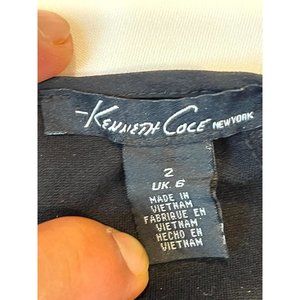 KENNETH COLE NEW YORK
2
UK. 6
MADE IN
VIETNAM
FABRIQUE EN
VIETNAM
HECHO EN
VIETNAM